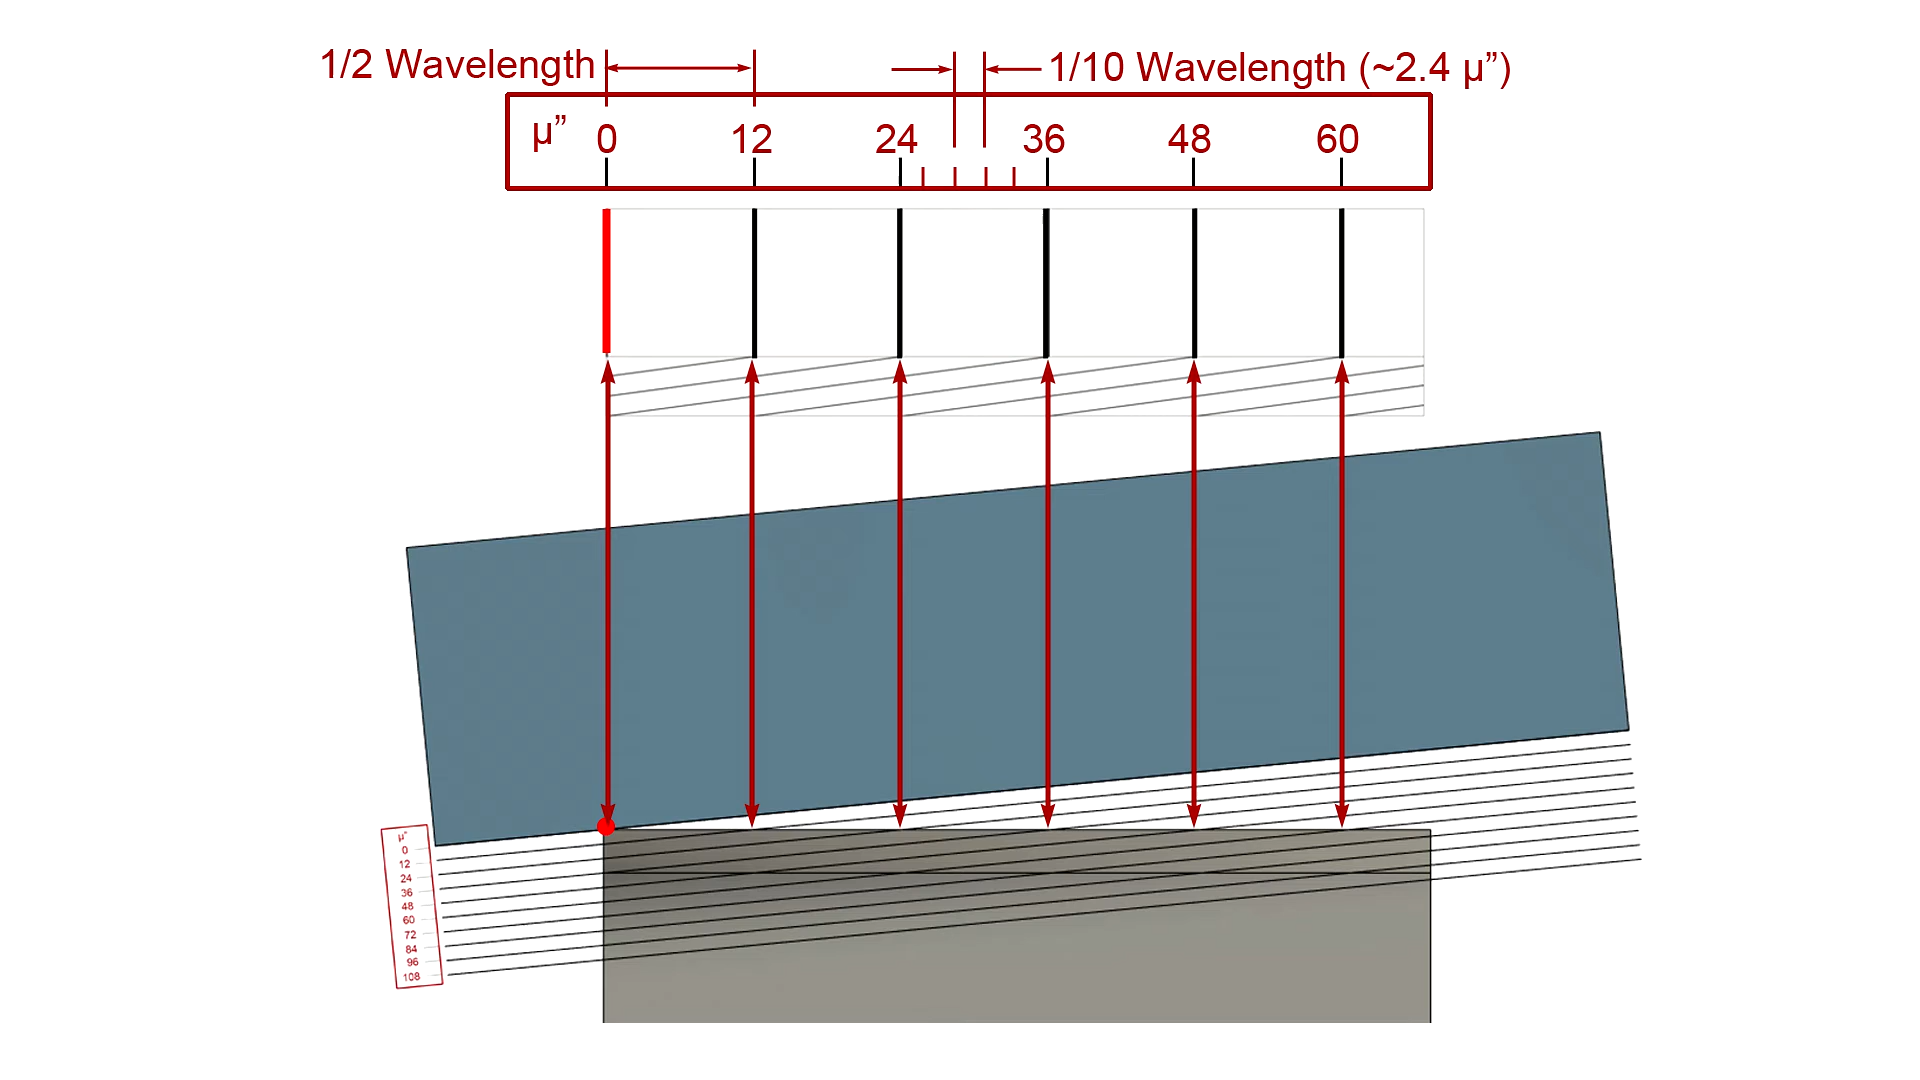 1/2 Wavelength
1/10 Wavelength (~2.4 µ”)
µ” 0 12 24 36 48 60
µ"
0
12
24
36
48
60
72
84
96
108